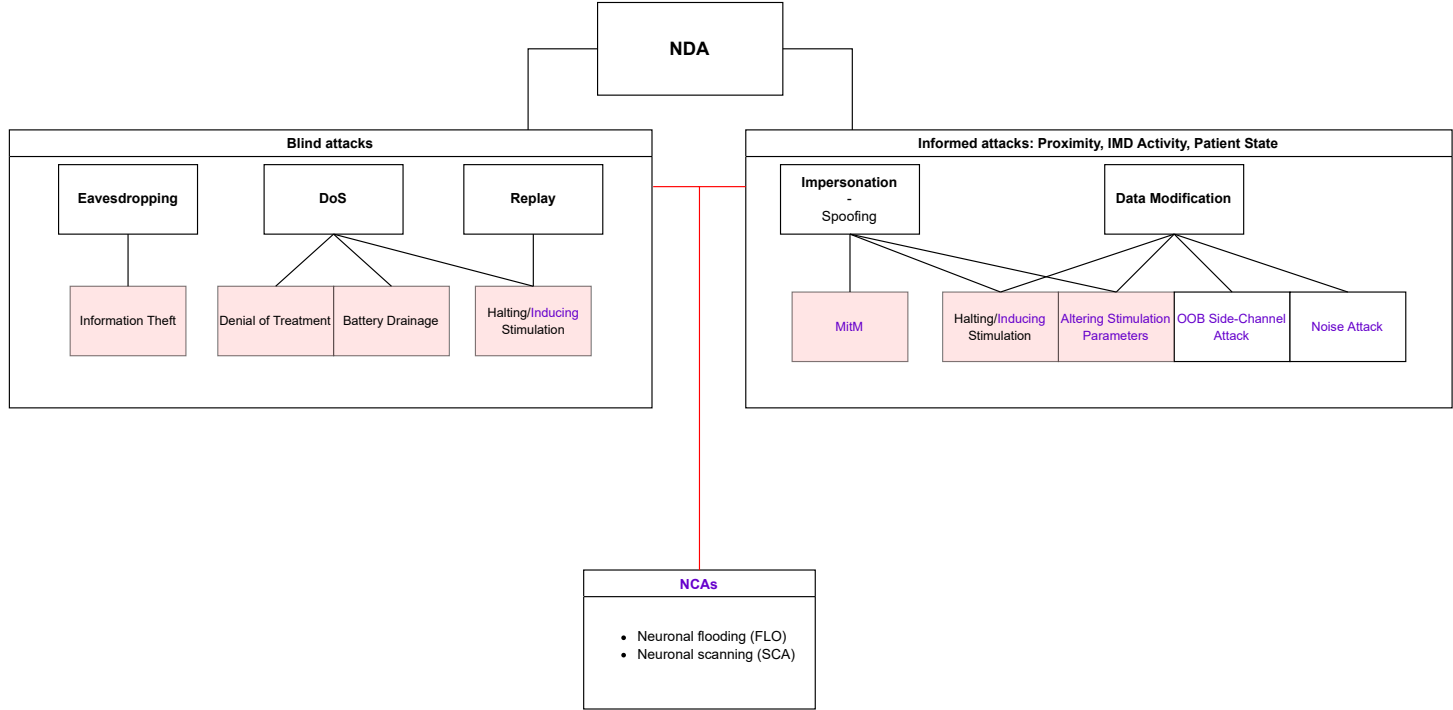 NDA
Blind attacks
Eavesdropping
DoS
Replay
Information Theft
Denial of Treatment
Battery Drainage
Halting/Inducing
Stimulation
Informed attacks: Proximity, IMD Activity, Patient State
Impersonation
-
Spoofing
Data Modification
MitM
Halting/Inducing
Stimulation
Altering Stimulation
Parameters
OOB Side-Channel
Attack
Noise Attack
NCAs
• Neuronal flooding (FLO)
• Neuronal scanning (SCA)